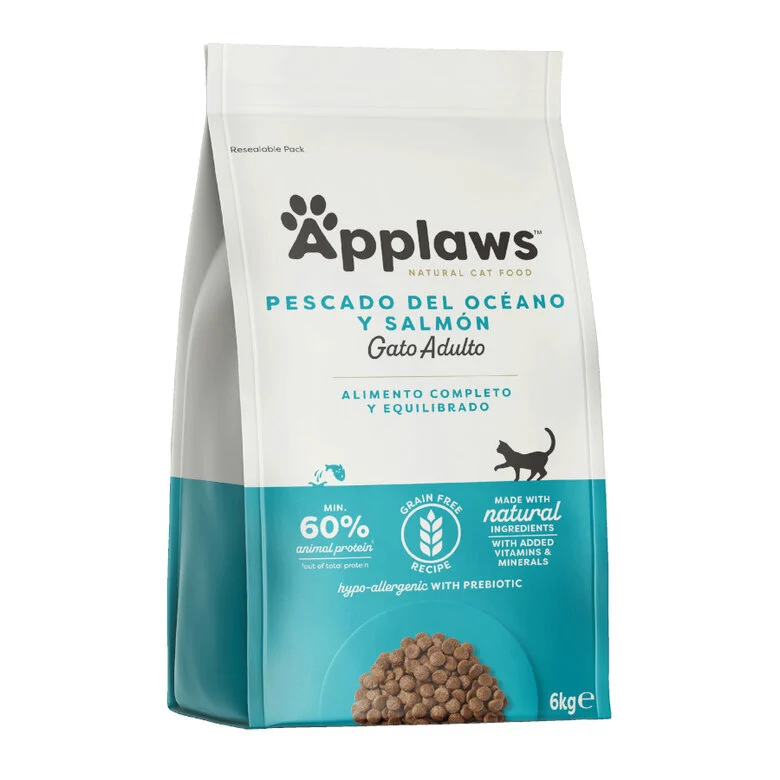 Resealable Pack
Applaws™
NATURAL CAT FOOD
PESCADO DEL OCÉANO
Y SALMÓN
Gato Adulto
ALIMENTO COMPLETO
Y EQUILIBRADO
MIN.
60%
animal protein*
*out of total protein
GRAIN FREE
RECIPE
MADE WITH
natural
INGREDIENTS
WITH ADDED
VITAMINS &
MINERALS
hypo-allergenic WITH PREBIOTIC
6kg℮